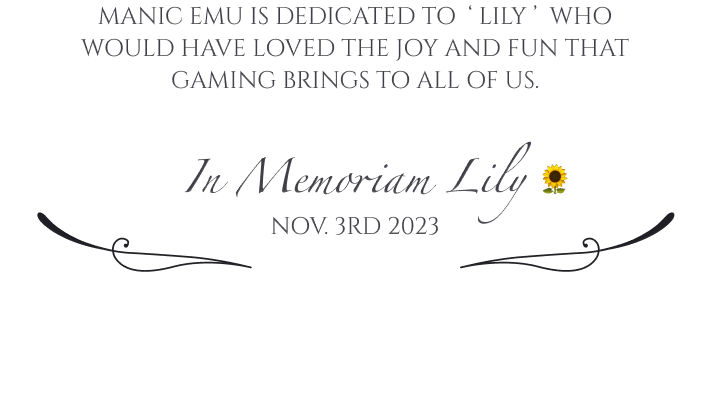 MANIC EMU IS DEDICATED TO ‘ LILY ’ WHO
WOULD HAVE LOVED THE JOY AND FUN THAT
GAMING BRINGS TO ALL OF US.
In Memoriam Lily 🌻
NOV. 3RD 2023